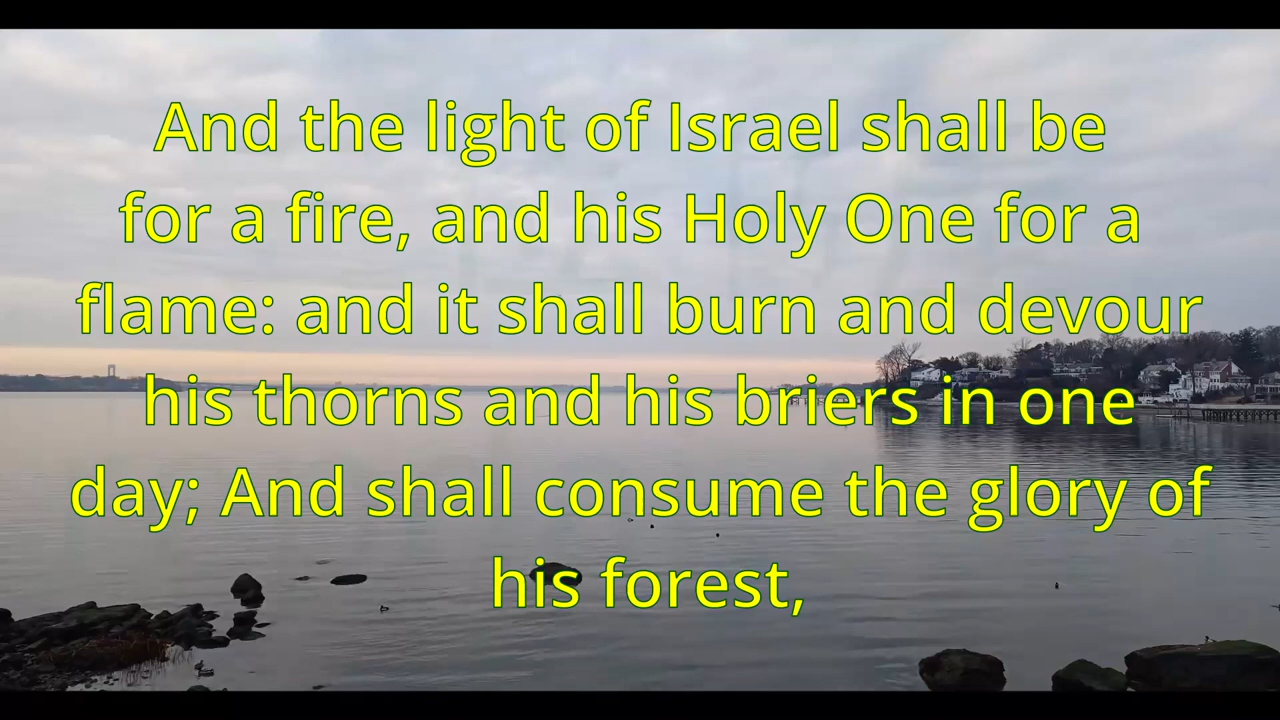 And the light of Israel shall be
for a fire, and his Holy One for a
flame: and it shall burn and devour
his thorns and his briers in one
day; And shall consume the glory of
his forest,